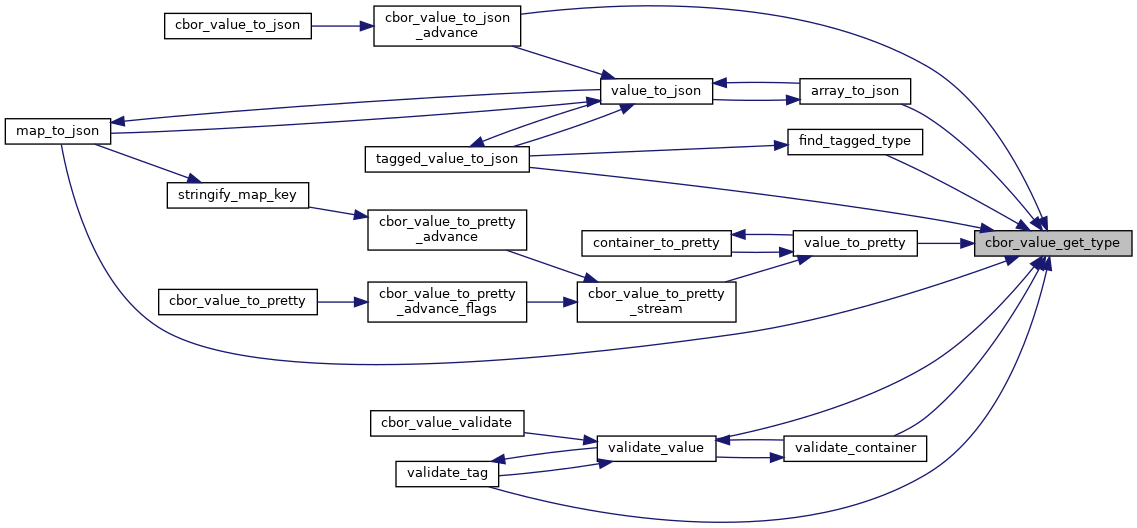 cbor_value_to_json
cbor_value_to_json
_advance
value_to_json
array_to_json
map_to_json
find_tagged_type
tagged_value_to_json
stringify_map_key
cbor_value_to_pretty
_advance
container_to_pretty
value_to_pretty
cbor_value_get_type
cbor_value_to_pretty
cbor_value_to_pretty
_advance_flags
cbor_value_to_pretty
_stream
cbor_value_validate
validate_value
validate_container
validate_tag